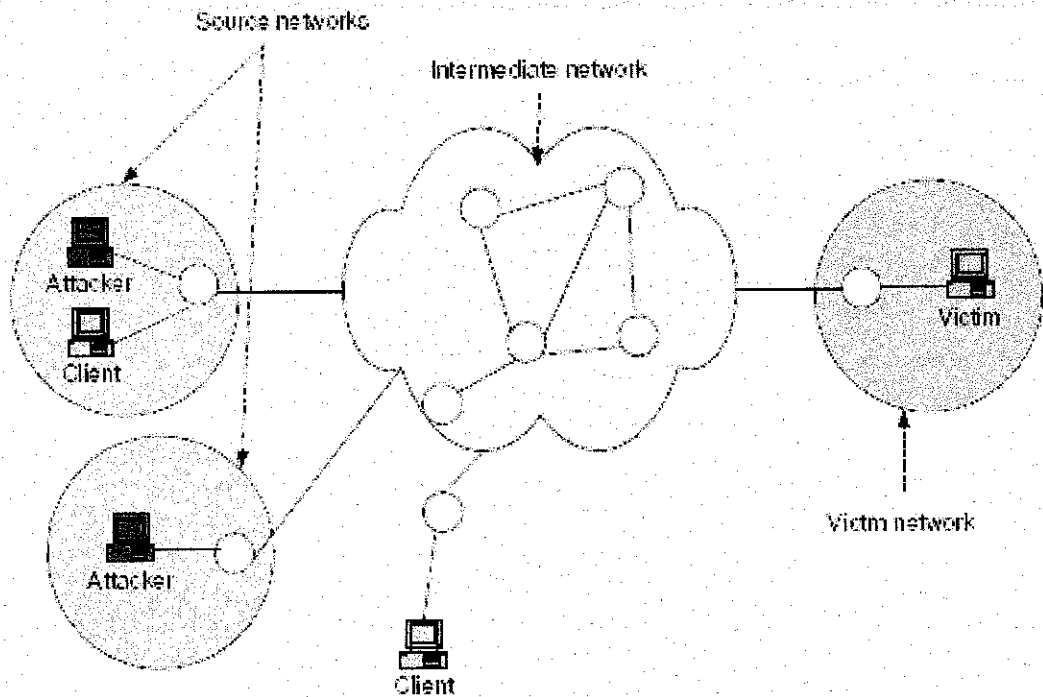 Source networks
Intermediate network
Attacker
Client
Victim
Attacker
Victm network
Client